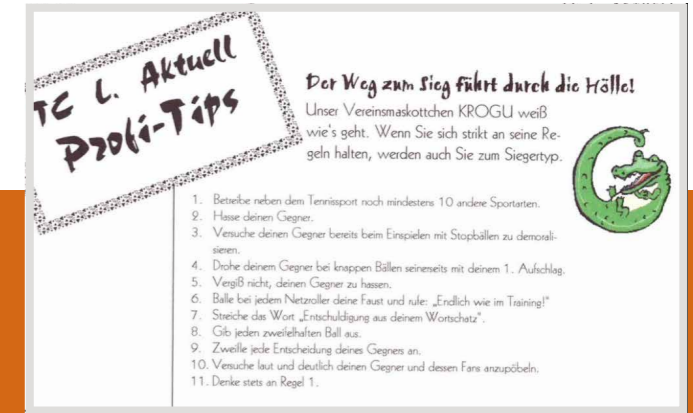 TC L. Aktuell
Profi-Tips
Der Weg zum Sieg führt durch die Hölle!
Unser Vereinsmaskottchen KROGU weiß
wie's geht. Wenn Sie sich strikt an seine Re-
geln halten, werden auch Sie zum Siegertyp.
1. Betreibe neben dem Tennissport noch mindestens 10 andere Sportarten.
2. Hasse deinen Gegner.
3. Versuche deinen Gegner bereits beim Einspielen mit Stopbällen zu demorali-
sieren.
4. Drohe deinem Gegner bei knappen Bällen seinerseits mit deinem 1. Aufschlag.
5. Vergiß nicht, deinen Gegner zu hassen.
6. Balle bei jedem Netzroller deine Faust und rufe: „Endlich wie im Training!"
7. Streiche das Wort „Entschuldigung aus deinem Wortschatz".
8. Gib jeden zweifelhaften Ball aus.
9. Zweifle jede Entscheidung deines Gegners an.
10. Versuche laut und deutlich deinen Gegner und dessen Fans anzupöbeln.
11. Denke stets an Regel 1.